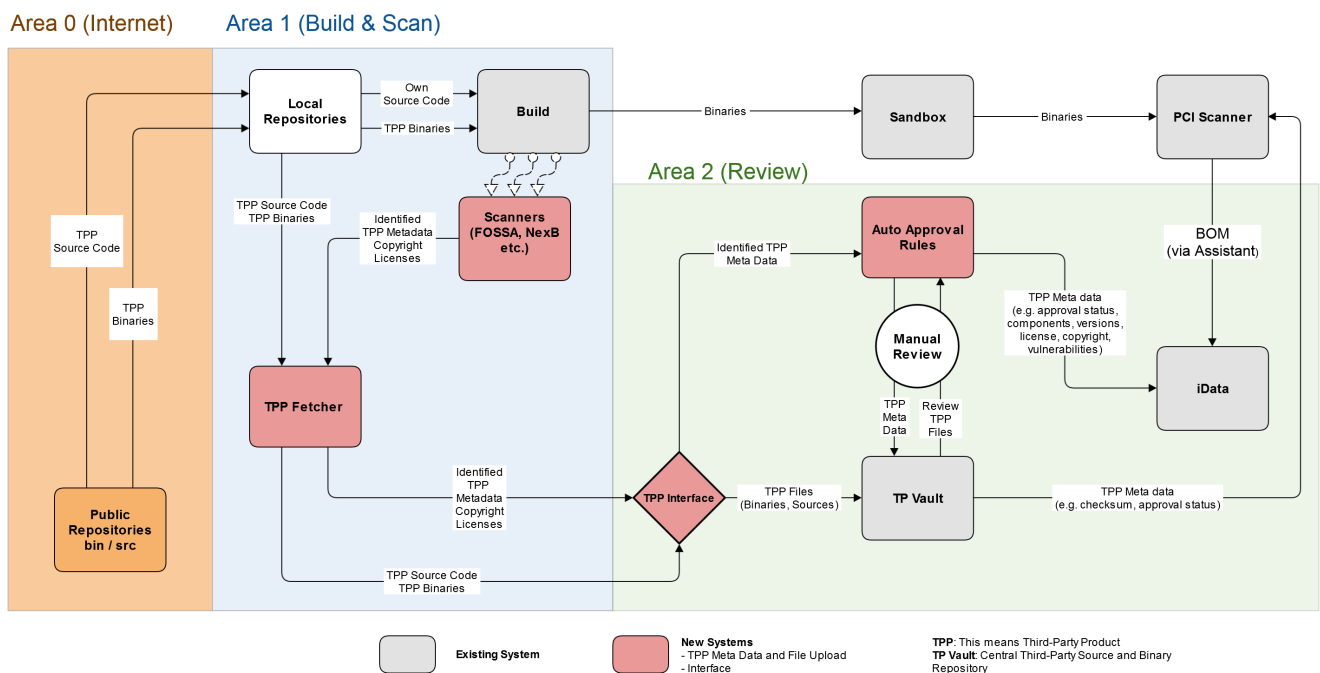 Area 0 (Internet)
Area 1 (Build & Scan)
Local
Repositories
Own
Source Code
TPP Binaries
Build
Binaries
Sandbox
Binaries
PCI Scanner
Area 2 (Review)
TPP
Source Code
TPP
Binaries
TPP Source Code
TPP Binaries
Identified
TPP Metadata
Copyright
Licenses
Scanners
(FOSSA, NexB
etc.)
Identified TPP
Meta Data
Auto Approval
Rules
BOM
(via Assistant)
TPP Meta data
(e.g. approval status,
components, versions,
license, copyright,
vulnerabilities)
Manual
Review
iData
TPP Fetcher
TPP
Meta
Data
Review
TPP
Files
Identified
TPP
Metadata
Copyright
Licenses
TPP Interface
TPP Files
(Binaries, Sources)
TP Vault
TPP Meta data
(e.g. checksum, approval status)
Public
Repositories
bin / src
TPP Source Code
TPP Binaries
Existing System
New Systems
- TPP Meta Data and File Upload
- Interface
TPP: This means Third-Party Product
TP Vault: Central Third-Party Source and Binary
Repository